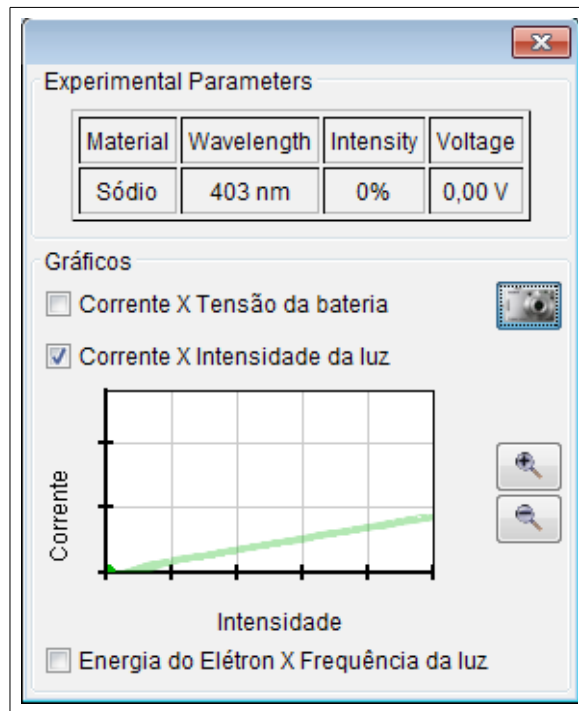 Experimental Parameters
Material Wavelength Intensity Voltage
Sódio 403 nm 0% 0,00 V
Gráficos
Corrente X Tensão da bateria
Corrente X Intensidade da luz
Corrente
Intensidade
Energia do Elétron X Frequência da luz